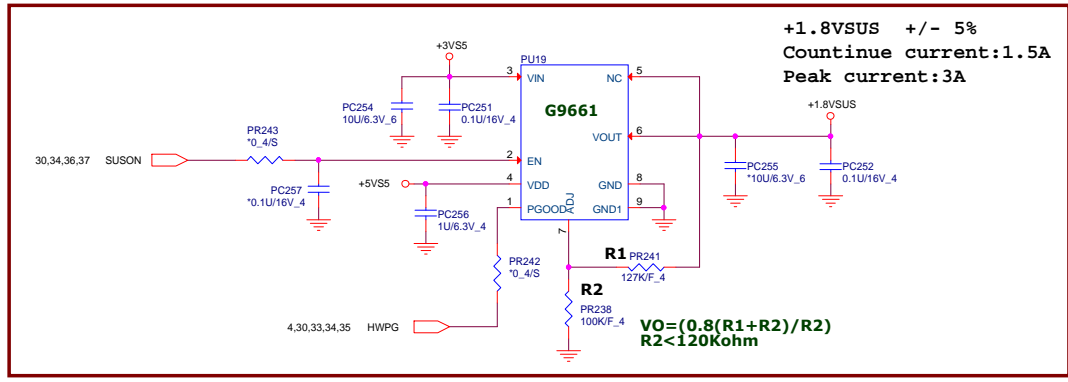 +1.8VSUS +/- 5%
Countinue current:1.5A
Peak current:3A
+3VS5
PU19
3 VIN
NC 5
G9661
PC254
10U/6.3V_6
PC251
0.1U/16V_4
+1.8VSUS
VOUT 6
PR243
*0_4/S
30,34,36,37 SUSON
2 EN
PC255
*10U/6.3V_6
PC252
0.1U/16V_4
PC257
*0.1U/16V_4
+5VS5
4 VDD
GND 8
1 PGOOD
GND1 9
ADJ
7
PC256
1U/6.3V_4
R1 PR241
127K/F_4
PR242
*0_4/S
R2
PR238
100K/F_4
4,30,33,34,35 HWPG
VO=(0.8(R1+R2)/R2)
R2<120Kohm